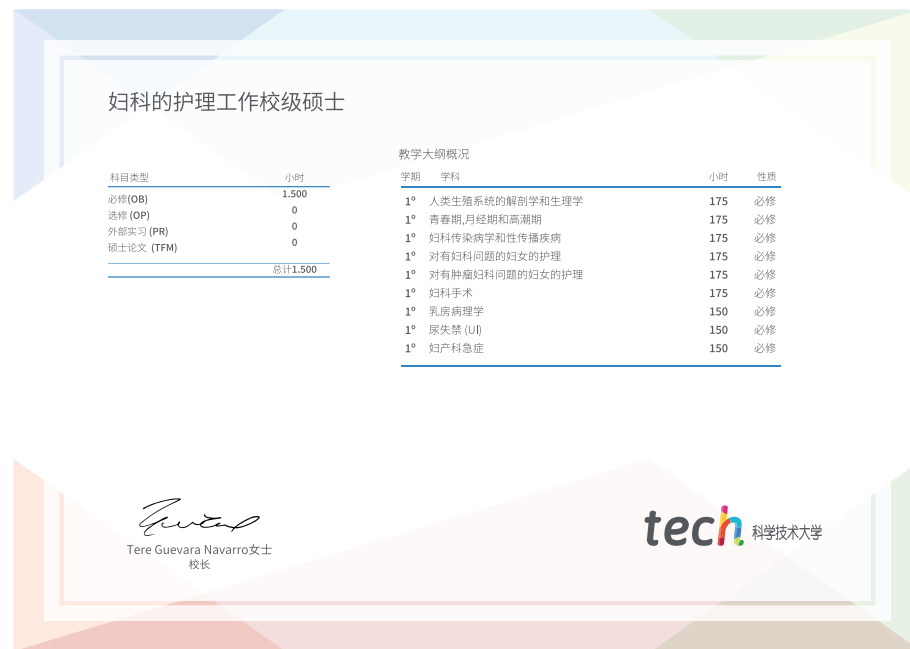 妇科的护理工作校级硕士
科目类型 小时
必修(OB) 1.500
选修 (OP) 0
外部实习 (PR) 0
硕士论文 (TFM) 0
总计1.500
教学大纲概况
学期 学科 小时 性质
1º 人类生殖系统的解剖学和生理学 175 必修
1º 青春期,月经期和高潮期 175 必修
1º 妇科传染病学和性传播疾病 175 必修
1º 对有妇科问题的妇女的护理 175 必修
1º 对有肿瘤妇科问题的妇女的护理 175 必修
1º 妇科手术 175 必修
1º 乳房病理学 150 必修
1º 尿失禁 (UI) 150 必修
1º 妇产科急症 150 必修
Tere Guevara Navarro女士
校长
tech 科学技术大学